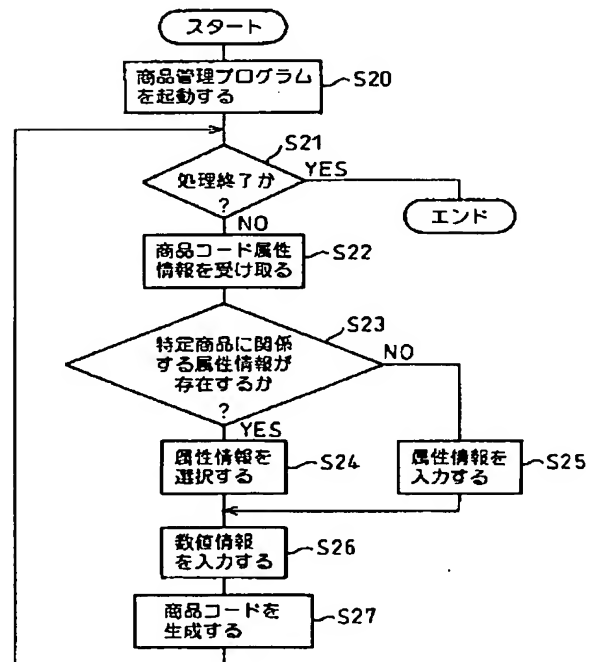 スタート
商品管理プログラム
を起動する
S20
S21
処理終了か
?
YES
エンド
NO
商品コード属性
情報を受け取る
S22
S23
特定商品に関係
する属性情報が
存在するか
?
NO
YES
属性情報を
選択する
S24
属性情報を
入力する
S25
数値情報
を入力する
S26
商品コードを
生成する
S27